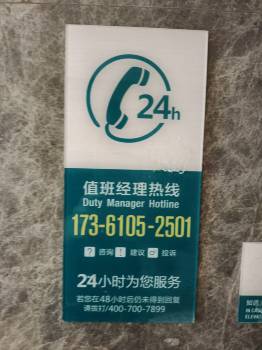 24h
值班经理热线
Duty Manager Hotline
173-6105-2501
? 咨询 ! 建议 投诉
24小时为您服务
若您在48小时后仍未得到回复
请拨打/400-700-7899